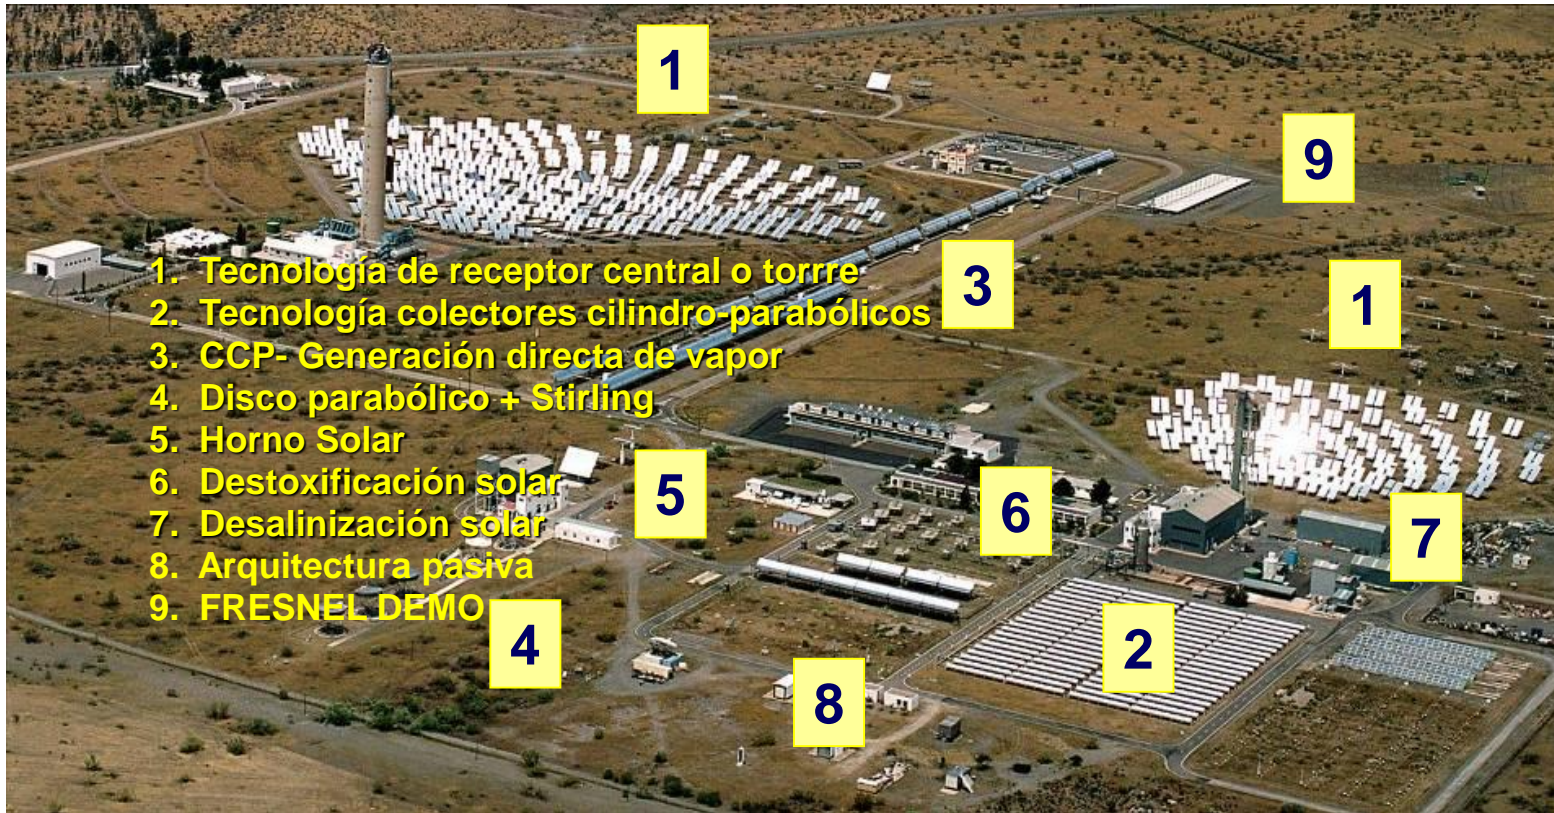 1
9
3
1
1. Tecnología de receptor central o torrre
2. Tecnología colectores cilindro-parabólicos
3. CCP- Generación directa de vapor
4. Disco parabólico + Stirling
5. Horno Solar
6. Destoxificación solar
7. Desalinización solar
8. Arquitectura pasiva
9. FRESNEL DEMO
5
6
7
4
2
8